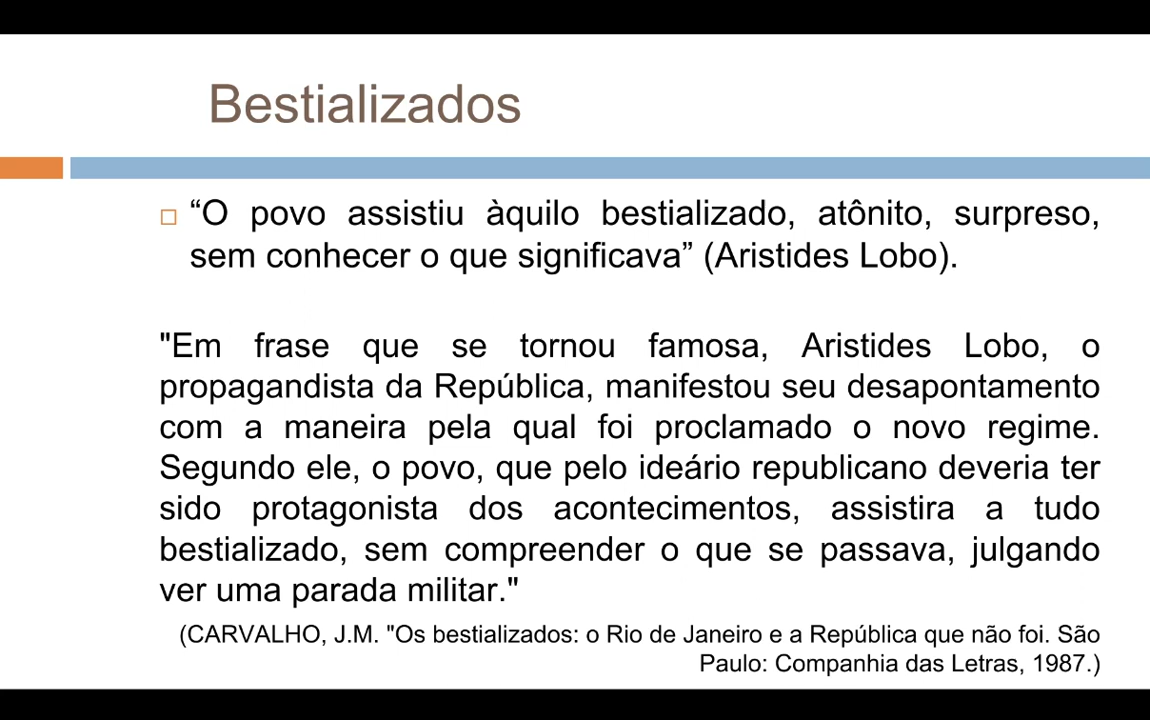 Bestializados
“O povo assistiu àquilo bestializado, atônito, surpreso,
sem conhecer o que significava” (Aristides Lobo).
"Em frase que se tornou famosa, Aristides Lobo, o
propagandista da República, manifestou seu desapontamento
com a maneira pela qual foi proclamado o novo regime.
Segundo ele, o povo, que pelo ideário republicano deveria ter
sido protagonista dos acontecimentos, assistira a tudo
bestializado, sem compreender o que se passava, julgando
ver uma parada militar."
(CARVALHO, J.M. "Os bestializados: o Rio de Janeiro e a República que não foi. São
Paulo: Companhia das Letras, 1987.)